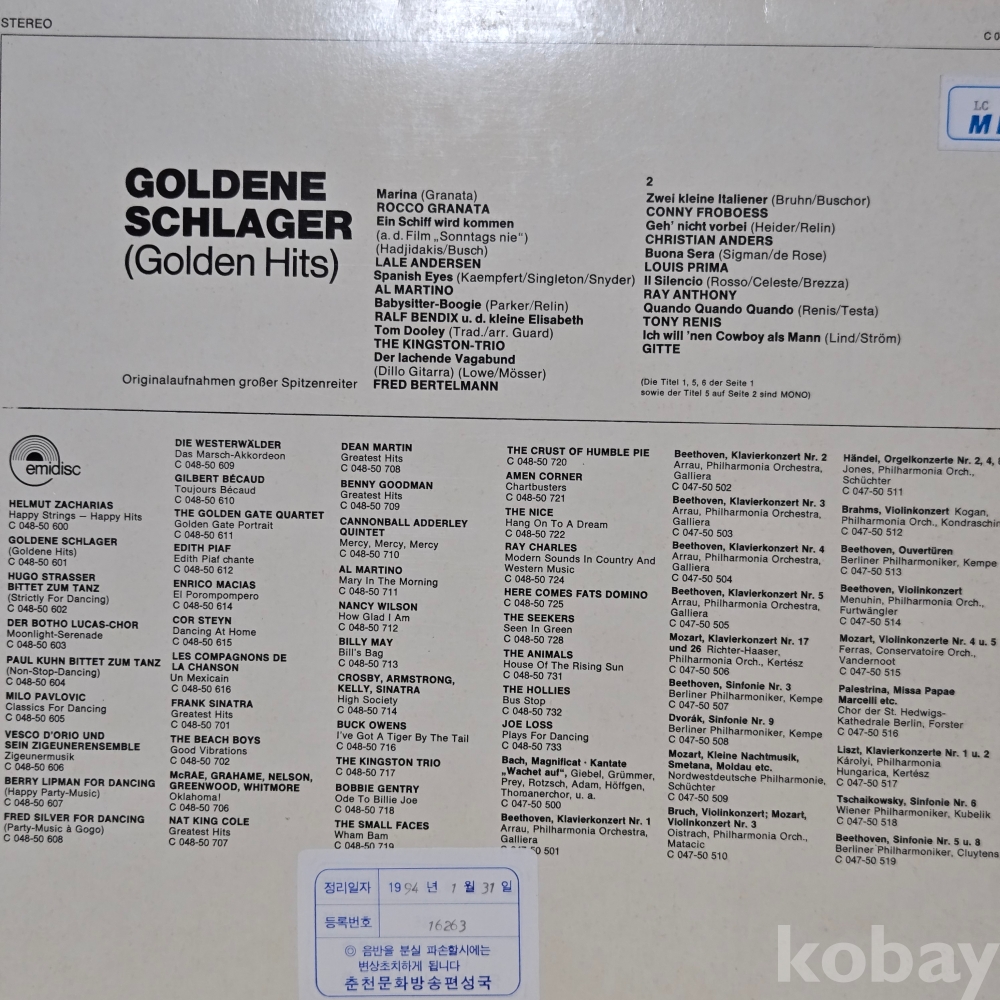 STEREO
C 0
LC
M
GOLDENE
SCHLAGER
(Golden Hits)
Originalaufnahmen großer Spitzenreiter
Marina (Granata)
ROCCO GRANATA
Ein Schiff wird kommen
(a. d. Film „Sonntags nie")
(Hadjidakis/Busch)
LALE ANDERSEN
Spanish Eyes (Kaempfert/Singleton/Snyder)
AL MARTINO
Babysitter-Boogie (Parker/Relin)
RALF BENDIX u. d. kleine Elisabeth
Tom Dooley (Trad./arr. Guard)
THE KINGSTON-TRIO
Der lachende Vagabund
(Dillo Gitarra) (Lowe/Mösser)
FRED BERTELMANN
2
Zwei kleine Italiener (Bruhn/Buschor)
CONNY FROBOESS
Geh' nicht vorbei (Heider/Relin)
CHRISTIAN ANDERS
Buona Sera (Sigman/de Rose)
LOUIS PRIMA
Il Silencio (Rosso/Celeste/Brezza)
RAY ANTHONY
Quando Quando Quando (Renis/Testa)
TONY RENIS
Ich will 'nen Cowboy als Mann (Lind/Ström)
GITTE
(Die Titel 1, 5, 6 der Seite 1
sowie der Titel 5 auf Seite 2 sind MONO)
emidisc
HELMUT ZACHARIAS
Happy Strings — Happy Hits
C 048-50 600
GOLDENE SCHLAGER
(Goldene Hits)
C 048-50 601
HUGO STRASSER
BITTET ZUM TANZ
(Strictly For Dancing)
C 048-50 602
DER BOTHO LUCAS-CHOR
Moonlight-Serenade
C 048-50 603
PAUL KUHN BITTET ZUM TANZ
(Non-Stop-Dancing)
C 048-50 604
MILO PAVLOVIC
Classics For Dancing
C 048-50 605
VESCO D'ORIO UND
SEIN ZIGEUNERENSEMBLE
Zigeunermusik
C 048-50 606
BERRY LIPMAN FOR DANCING
(Happy Party-Music)
C 048-50 607
FRED SILVER FOR DANCING
(Party-Music à Gogo)
C 048-50 608
DIE WESTERWÄLDER
Das Marsch-Akkordeon
C 048-50 609
GILBERT BÉCAUD
Toujours Bécaud
C 048-50 610
THE GOLDEN GATE QUARTET
Golden Gate Portrait
C 048-50 611
EDITH PIAF
Edith Piaf chante
C 048-50 612
ENRICO MACIAS
El Porompompero
C 048-50 614
COR STEYN
Dancing At Home
C 048-50 615
LES COMPAGNONS DE
LA CHANSON
Un Mexicain
C 048-50 616
FRANK SINATRA
Greatest Hits
C 048-50 701
THE BEACH BOYS
Good Vibrations
C 048-50 702
McRAE, GRAHAME, NELSON,
GREENWOOD, WHITMORE
Oklahoma!
C 048-50 706
NAT KING COLE
Greatest Hits
C 048-50 707
DEAN MARTIN
Greatest Hits
C 048-50 708
BENNY GOODMAN
Greatest Hits
C 048-50 709
CANNONBALL ADDERLEY
QUINTET
Mercy, Mercy, Mercy
C 048-50 710
AL MARTINO
Mary In The Morning
C 048-50 711
NANCY WILSON
How Glad I Am
C 048-50 712
BILLY MAY
Bill's Bag
C 048-50 713
CROSBY, ARMSTRONG,
KELLY, SINATRA
High Society
C 048-50 714
BUCK OWENS
I've Got A Tiger By The Tail
C 048-50 716
THE KINGSTON TRIO
C 048-50 717
BOBBIE GENTRY
Ode To Billie Joe
C 048-50 718
THE SMALL FACES
Wham Bam
C 048-50 719
THE CRUST OF HUMBLE PIE
C 048-50 720
AMEN CORNER
Chartbusters
C 048-50 721
THE NICE
Hang On To A Dream
C 048-50 722
RAY CHARLES
Modern Sounds In Country And
Western Music
C 048-50 724
HERE COMES FATS DOMINO
C 048-50 725
THE SEEKERS
Seen In Green
C 048-50 728
THE ANIMALS
House Of The Rising Sun
C 048-50 731
THE HOLLIES
Bus Stop
C 048-50 732
JOE LOSS
Plays For Dancing
C 048-50 733
Bach, Magnificat · Kantate
„Wachet auf", Giebel, Grümmer,
Prey, Rotzsch, Adam, Höffgen,
Thomanerchor, u. a.
C 047-50 500
Beethoven, Klavierkonzert Nr. 1
Arrau, Philharmonia Orchestra,
Galliera
50 501
Beethoven, Klavierkonzert Nr. 2
Arrau, Philharmonia Orchestra,
Galliera
C 047-50 502
Beethoven, Klavierkonzert Nr. 3
Arrau, Philharmonia Orchestra,
Galliera
C 047-50 503
Beethoven, Klavierkonzert Nr. 4
Arrau, Philharmonia Orchestra,
Galliera
C 047-50 504
Beethoven, Klavierkonzert Nr. 5
Arrau, Philharmonia Orchestra,
Galliera
C 047-50 505
Mozart, Klavierkonzert Nr. 17
und 26 Richter-Haaser,
Philharmonia Orch., Kertész
C 047-50 506
Beethoven, Sinfonie Nr. 3
Berliner Philharmoniker, Kempe
C 047-50 507
Dvorák, Sinfonie Nr. 9
Berliner Philharmoniker, Kempe
C 047-50 508
Mozart, Kleine Nachtmusik,
Smetana, Moldau etc.
Nordwestdeutsche Philharmonie,
Schüchter
C 047-50 509
Bruch, Violinkonzert; Mozart,
Violinkonzert Nr. 3
Oistrach, Philharmonia Orch.,
Matacic
C 047-50 510
Händel, Orgelkonzerte Nr. 2, 4,
Jones, Philharmonia Orch.,
Schüchter
C 047-50 511
Brahms, Violinkonzert Kogan,
Philharmonia Orch., Kondraschin
C 047-50 512
Beethoven, Ouvertüren
Berliner Philharmoniker, Kempe
C 047-50 513
Beethoven, Violinkonzert
Menuhin, Philharmonia Orch.,
Furtwängler
C 047-50 514
Mozart, Violinkonzerte Nr. 4 u. 5
Ferras, Conservatoire Orch.,
Vandernoot
C 047-50 515
Palestrina, Missa Papae
Marcelli etc.
Chor der St. Hedwigs-
Kathedrale Berlin, Forster
C 047-50 516
Liszt, Klavierkonzerte Nr. 1 u. 2
Károlyi, Philharmonia
Hungarica, Kertész
C 047-50 517
Tschaikowsky, Sinfonie Nr. 6
Wiener Philharmoniker, Kubelik
C 047-50 518
Beethoven, Sinfonie Nr. 5 u. 8
Berliner Philharmoniker, Cluytens
C 047-50 519
정리일자 1994 년 1 월 31 일
등록번호 16263
◎ 음반을 분실 파손할시에는
변상조치하게 됩니다
춘천문화방송편성국
kobay